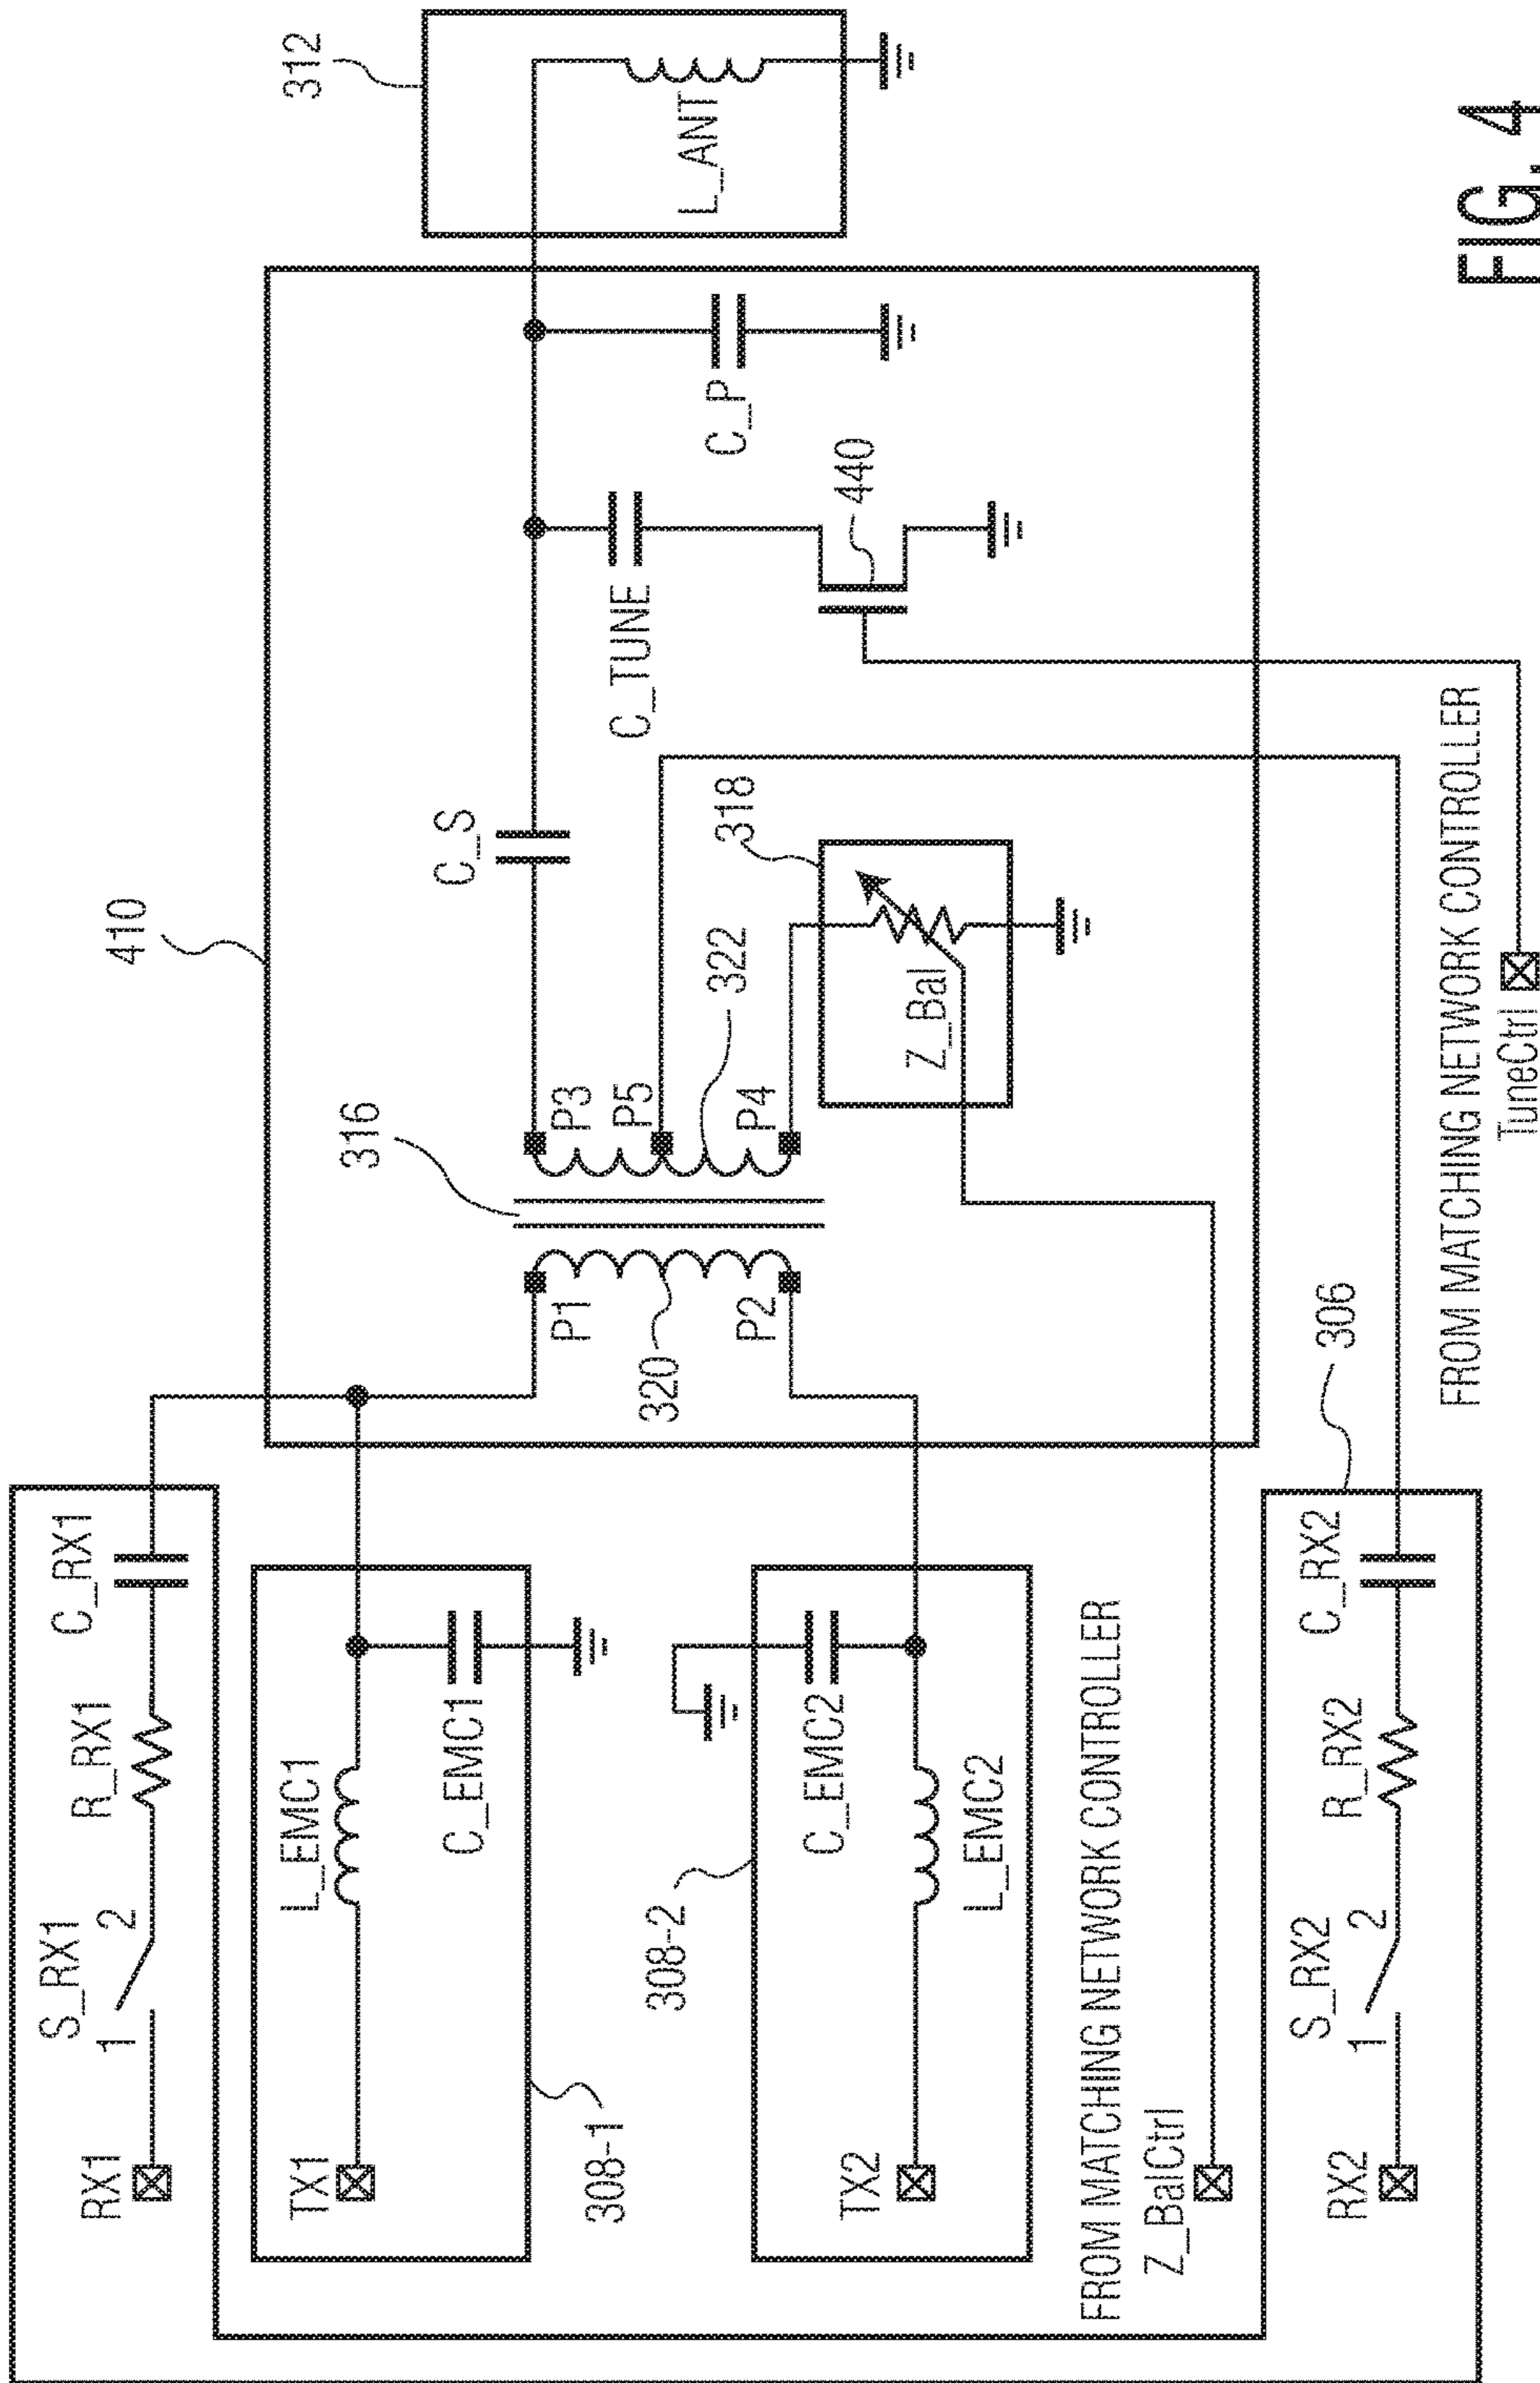 RX1
1
S_RX1
2
R_RX1
C_RX1
TX1
L_EMC1
C_EMC1
308-1
TX2
308-2
C_EMC2
L_EMC2
FROM MATCHING NETWORK CONTROLLER
Z_BalCtrl
RX2
1
S_RX2
2
R_RX2
C_RX2
306
410
316
P1
P2
320
P3
P5
P4
322
C_S
318
Z_Bal
C_TUNE
440
C_P
312
L_ANT
FROM MATCHING NETWORK CONTROLLER
TuneCtrl
FIG. 4